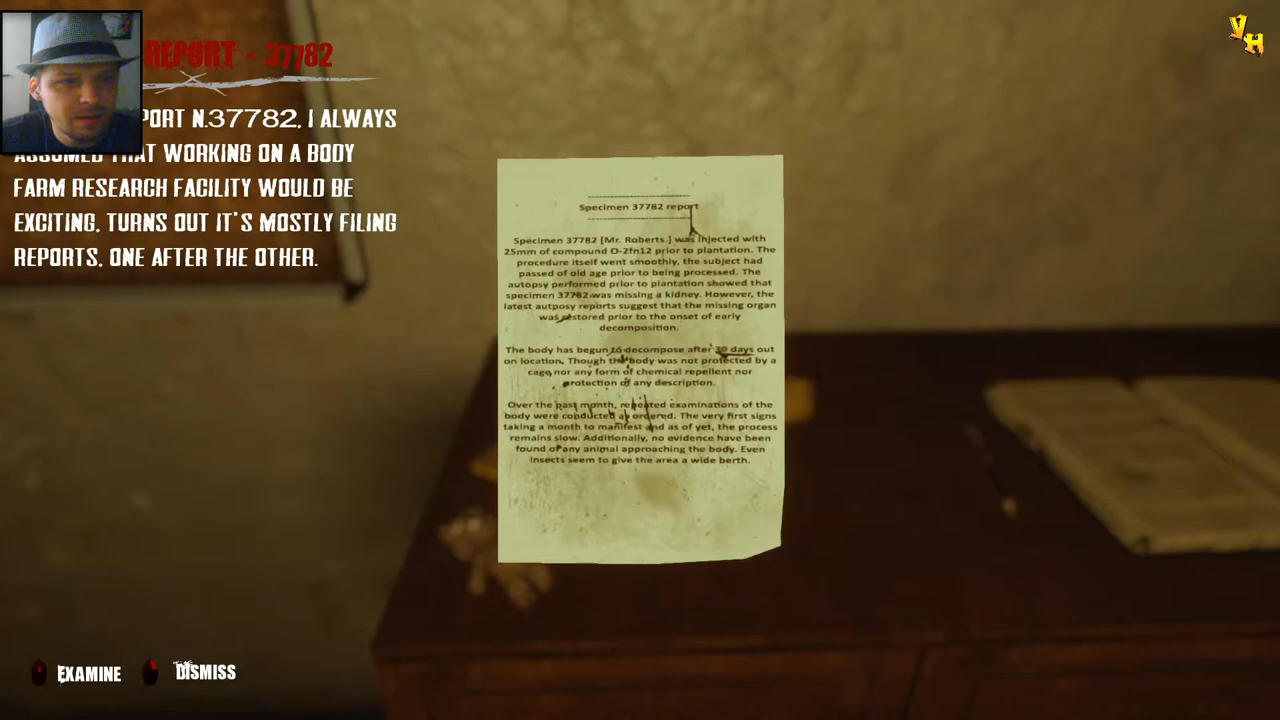 REPORT - 37782
PORT N.37782, I ALWAYS
ASSUMED THAT WORKING ON A BODY
FARM RESEARCH FACILITY WOULD BE
EXCITING, TURNS OUT IT'S MOSTLY FILING
REPORTS, ONE AFTER THE OTHER.
VH
Specimen 37782 report
Specimen 37782 [Mr. Roberts.] was injected with
25mm of compound O-2fn12 prior to plantation. The
procedure itself went smoothly, the subject had
passed of old age prior to being processed. The
autopsy performed prior to plantation showed that
specimen 37782 was missing a kidney. However, the
latest autposy reports suggest that the missing organ
was restored prior to the onset of early
decomposition.
The body has begun to decompose after 30 days out
on location. Though the body was not protected by a
cage nor any form of chemical repellent nor
protection of any description.
Over the past month, repeated examinations of the
body were conducted as ordered. The very first signs
taking a month to manifest and as of yet, the process
remains slow. Additionally, no evidence have been
found of any animal approaching the body. Even
insects seem to give the area a wide berth.
EXAMINE
DISMISS